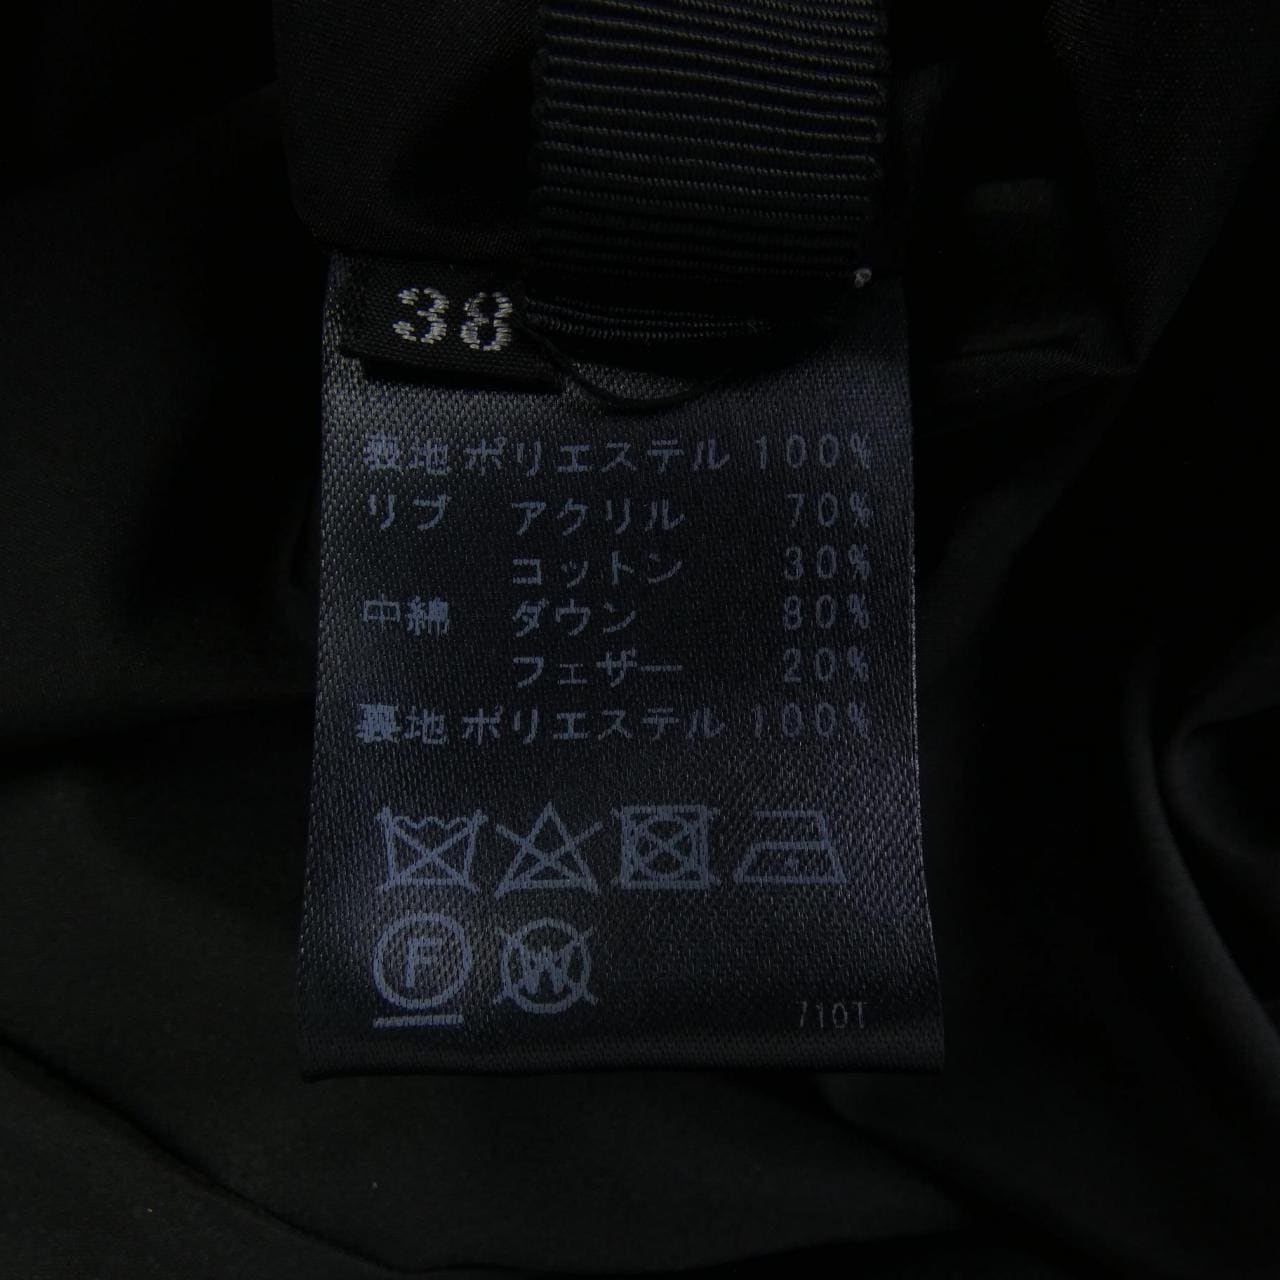 38
表地 ポリエステル 100%
リブ アクリル 70%
コットン 30%
中綿 ダウン 80%
フェザー 20%
裏地 ポリエステル 100%
F W
710T